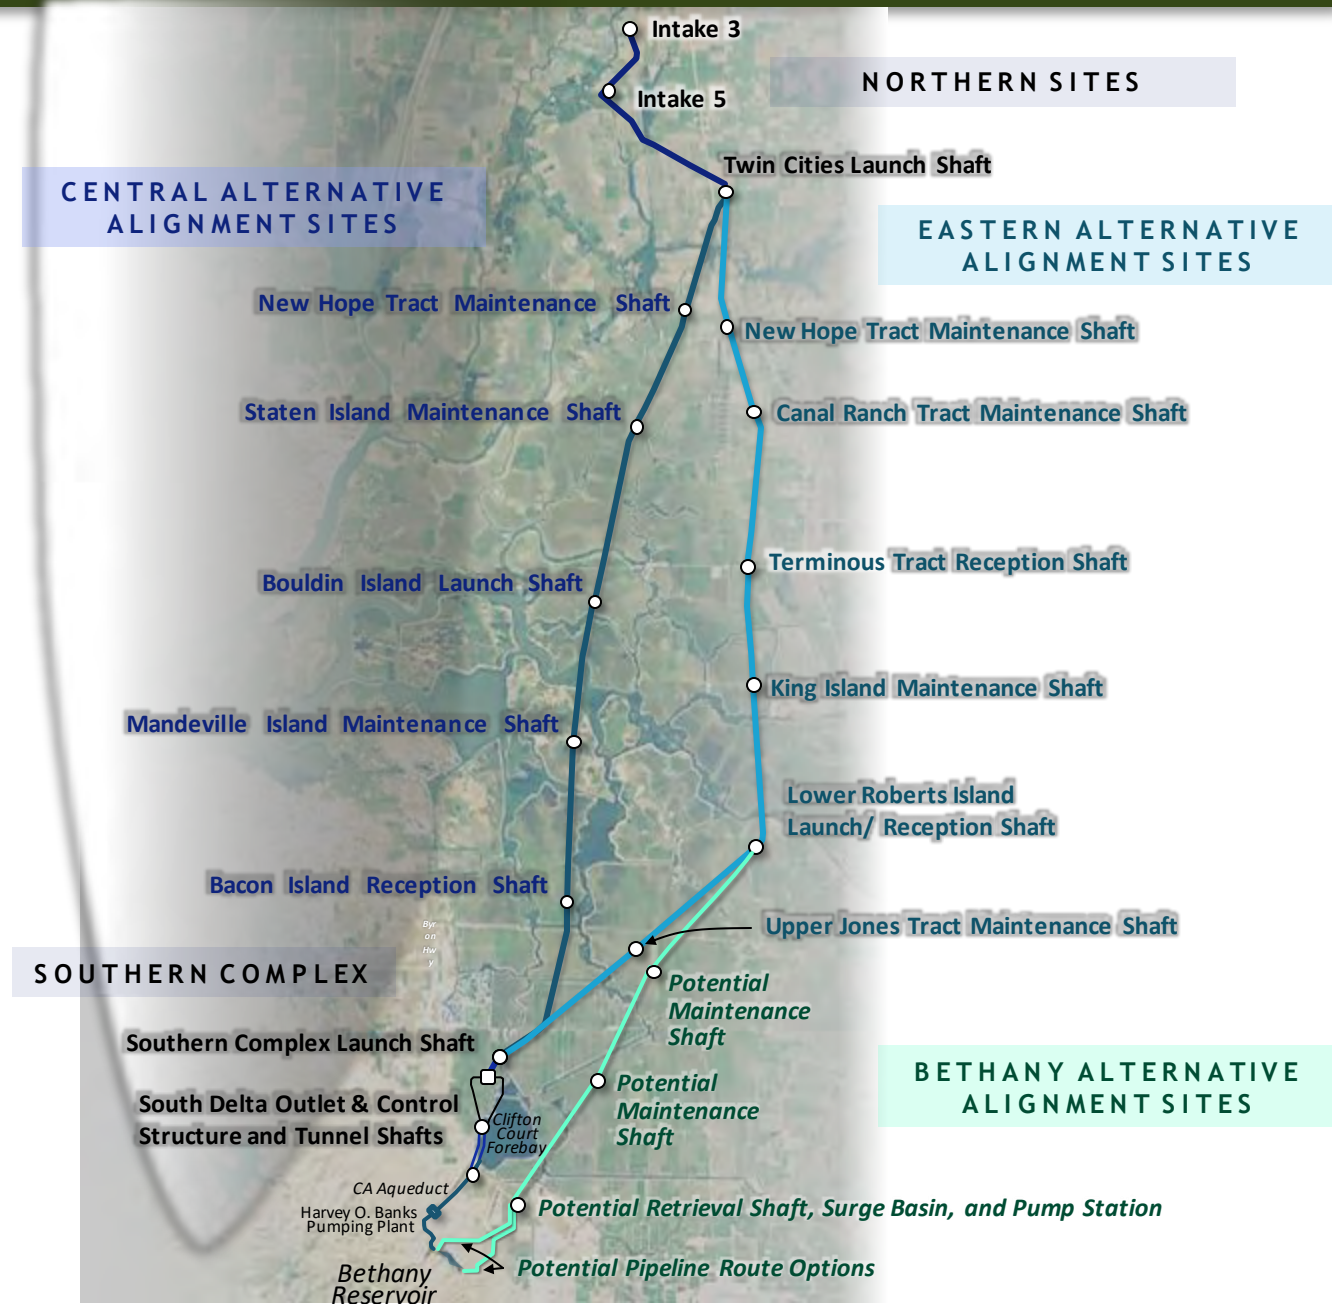 Intake 3
NORTHERN SITES
Intake 5
Twin Cities Launch Shaft
CENTRAL ALTERNATIVE
ALIGNMENT SITES
EASTERN ALTERNATIVE
ALIGNMENT SITES
New Hope Tract Maintenance Shaft
New Hope Tract Maintenance Shaft
Staten Island Maintenance Shaft
Canal Ranch Tract Maintenance Shaft
Terminous Tract Reception Shaft
Bouldin Island Launch Shaft
King Island Maintenance Shaft
Mandeville Island Maintenance Shaft
Lower Roberts Island
Launch/ Reception Shaft
Bacon Island Reception Shaft
Upper Jones Tract Maintenance Shaft
Byr
on
Hw
y
SOUTHERN COMPLEX
Potential
Maintenance
Shaft
Southern Complex Launch Shaft
BETHANY ALTERNATIVE
ALIGNMENT SITES
Potential
Maintenance
Shaft
South Delta Outlet & Control
Structure and Tunnel Shafts
Clifton
Court
Forebay
CA Aqueduct
Harvey O. Banks
Pumping Plant
Potential Retrieval Shaft, Surge Basin, and Pump Station
Potential Pipeline Route Options
Bethany
Reservoir